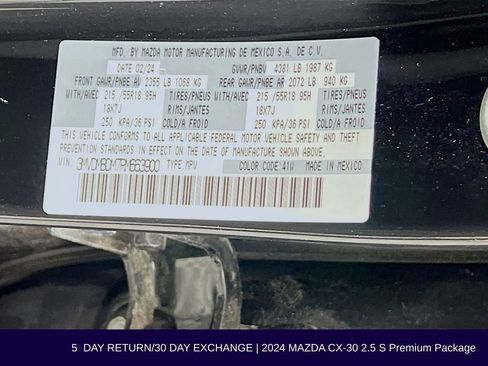 MFD. BY MAZDA MOTOR MANUFACTURING DE MEXICO S.A. DE C.V.
DATE 02/24 GVWR/PNBV 4381 LB 1987 KG
FRONT GAWR/PNBE AV 2355 LB 1068 KG REAR GAWR/PNBE AR 2072 LB 940 KG
WITH/AVEC 215/55R18 95H TIRES/PNEUS WITH/AVEC 215/55R18 95H TIRES/PNEUS
18X7J RIMS/JANTES 18X7J RIMS/JANTES
250 KPA/36 PSI COLD/A FROID 250 KPA/36 PSI COLD/A FROID
THIS VEHICLE CONFORMS TO ALL APPLICABLE FEDERAL MOTOR VEHICLE SAFETY AND THEFT
PREVENTION STANDARDS IN EFFECT ON THE DATE OF MANUFACTURE SHOWN ABOVE.
TYPE MPV COLOR CODE:41W MADE IN MEXICO
5 DAY RETURN/30 DAY EXCHANGE | 2024 MAZDA CX-30 2.5 S Premium Package